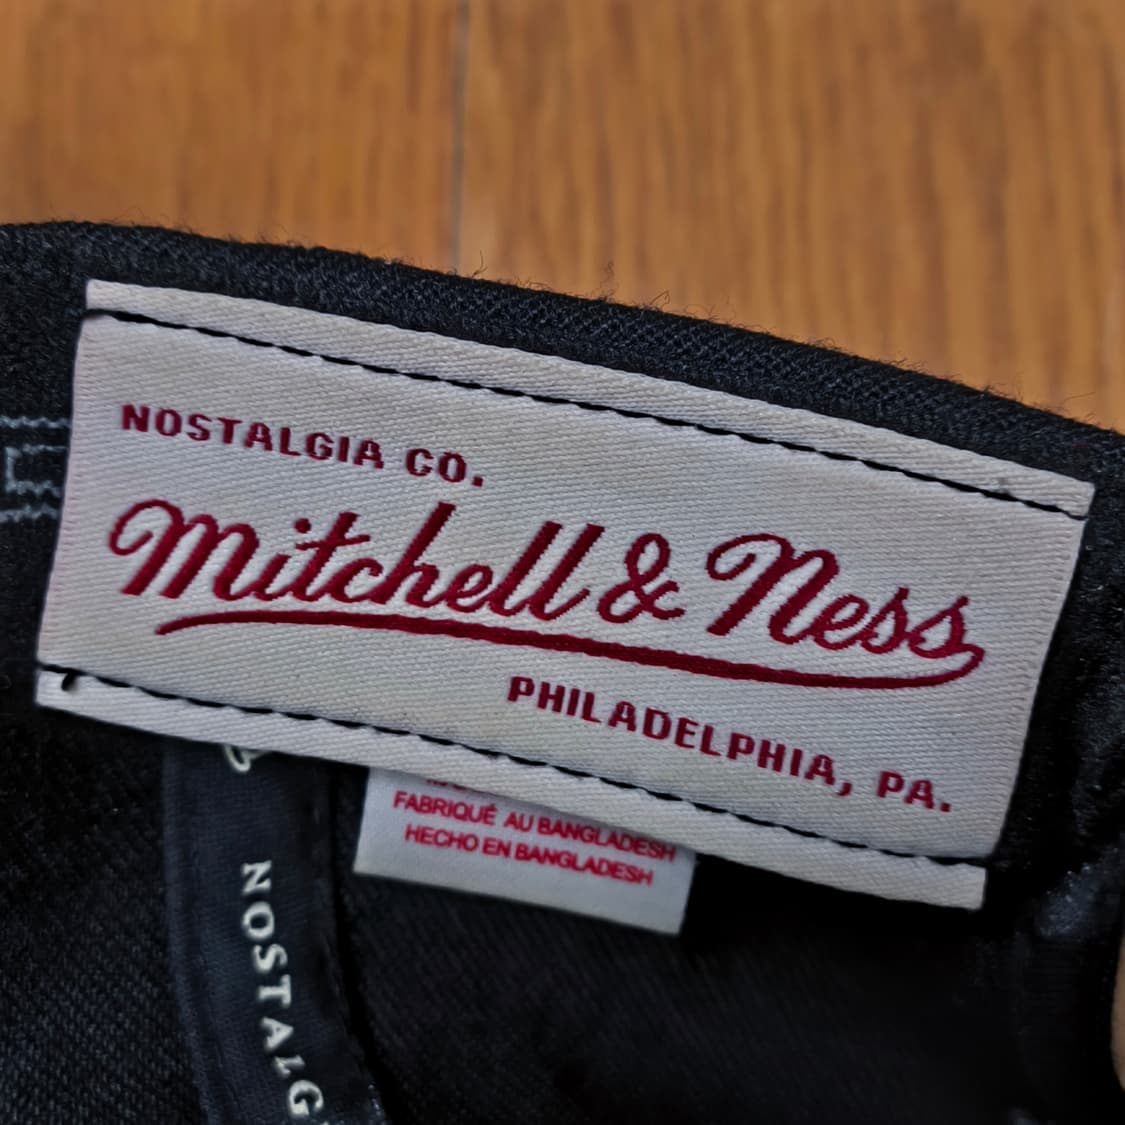 NOSTALGIA CO.
Mitchell & Ness
PHILADELPHIA, PA.
FABRIQUÉ AU BANGLADESH
HECHO EN BANGLADESH
NOSTALG